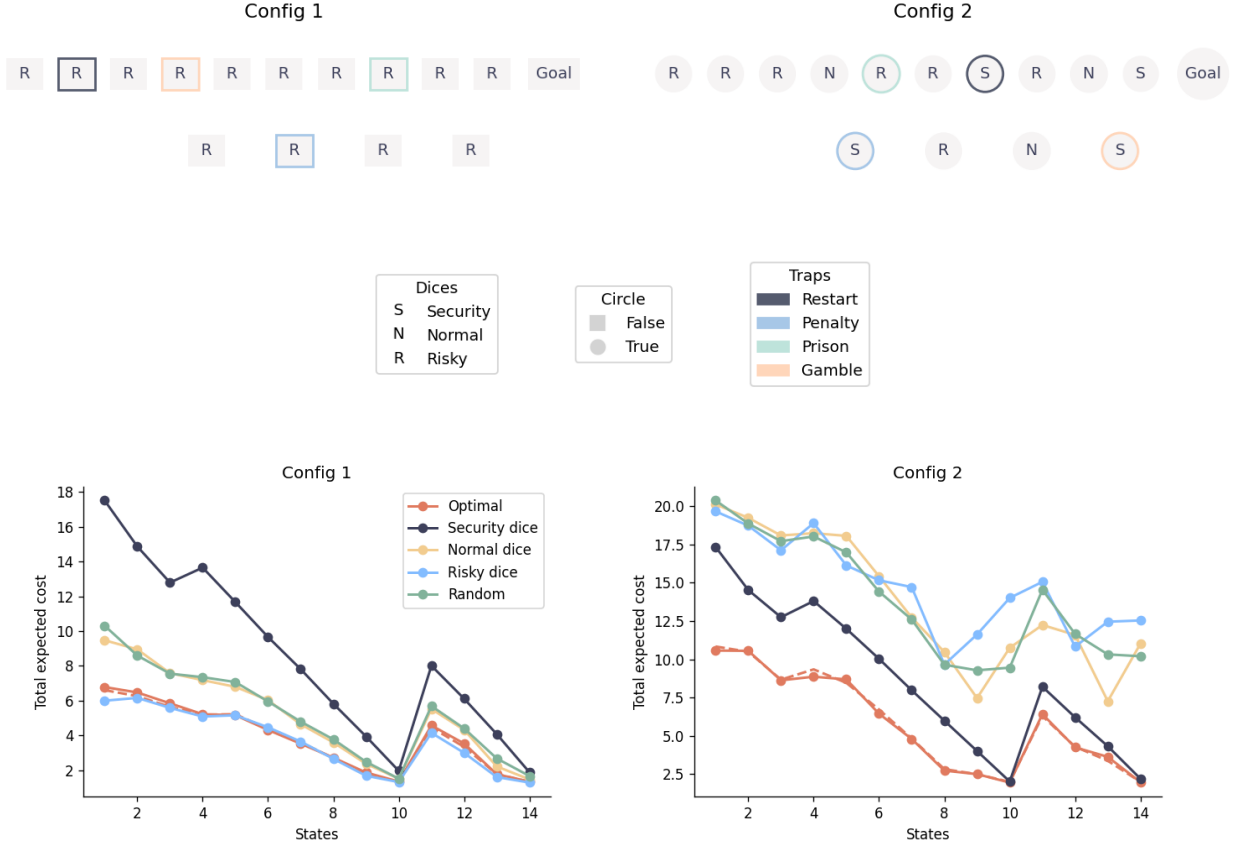 Config 1
Config 2
R R R R R R R R R R Goal
R R R N R R S R N S Goal
R R R R
S R N S
Dices
S Security
N Normal
R Risky
Circle
False
True
Traps
Restart
Penalty
Prison
Gamble
Config 1
Total expected cost
18
16
14
12
10
8
6
4
2
Optimal
Security dice
Normal dice
Risky dice
Random
2 4 6 8 10 12 14
States
Config 2
Total expected cost
20.0
17.5
15.0
12.5
10.0
7.5
5.0
2.5
2 4 6 8 10 12 14
States